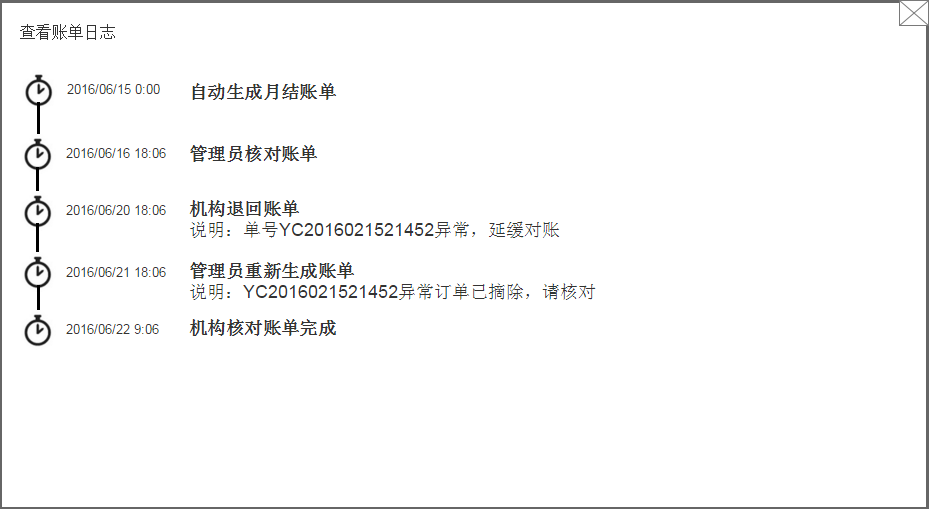 查看账单日志
2016/06/15 0:00 自动生成月结账单
2016/06/16 18:06 管理员核对账单
2016/06/20 18:06 机构退回账单
说明：单号YC2016021521452异常，延缓对账
2016/06/21 18:06 管理员重新生成账单
说明：YC2016021521452异常订单已摘除，请核对
2016/06/22 9:06 机构核对账单完成